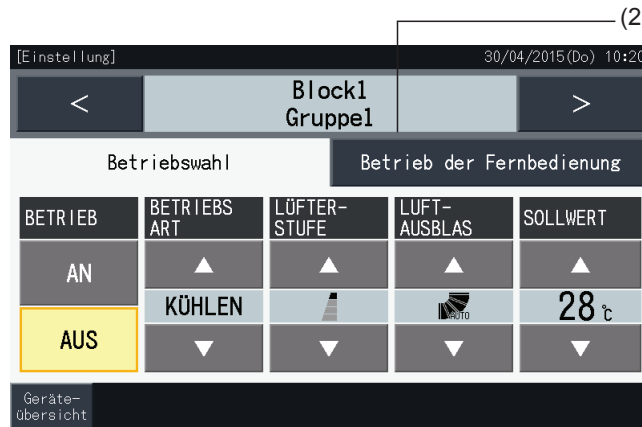 (2
[Einstellung] 30/04/2015(Do) 10:20
< Block1 >
Gruppe1
Betriebswahl Betrieb der Fernbedienung
BETRIEB BETRIEBS LÜFTER- LUFT- SOLLWERT
ART STUFE AUSBLAS
AN
KÜHLEN AUTO 28 ℃
AUS
Geräte-
übersicht